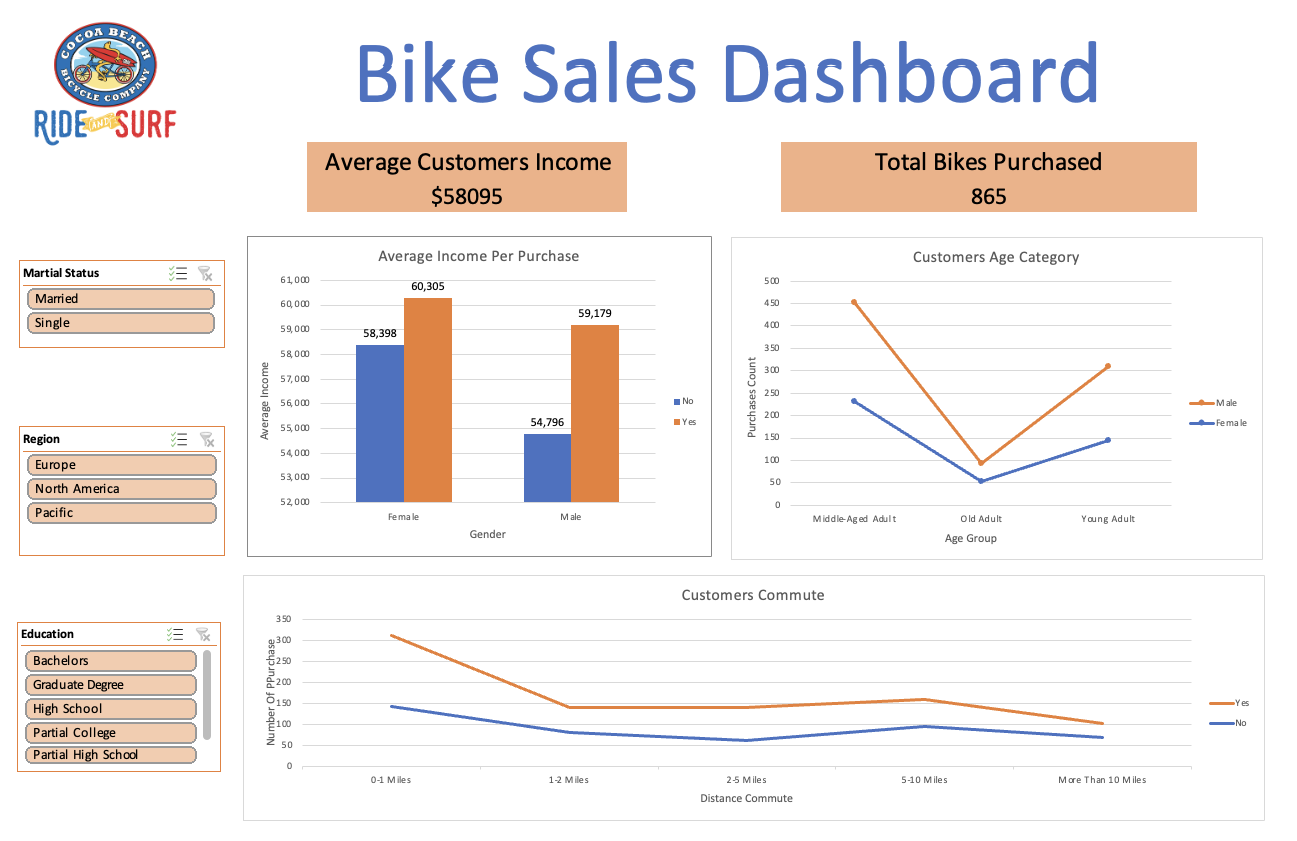 COCOA BEACH
BICYCLE COMPANY
RIDE AND SURF
Bike Sales Dashboard
Average Customers Income
$58095
Total Bikes Purchased
865
Martial Status
Married
Single
Region
Europe
North America
Pacific
Education
Bachelors
Graduate Degree
High School
Partial College
Partial High School
Average Income Per Purchase
Average Income
61,000
60,000
59,000
58,000
57,000
56,000
55,000
54,000
53,000
52,000
58,398
60,305
54,796
59,179
Female
Male
Gender
No
Yes
Customers Age Category
Purchases Count
500
450
400
350
300
250
200
150
100
50
0
Middle-Aged Adult
Old Adult
Young Adult
Age Group
Male
Female
Customers Commute
Number Of PPurchase
350
300
250
200
150
100
50
0
0-1 Miles
1-2 Miles
2-5 Miles
5-10 Miles
More Than 10 Miles
Distance Commute
Yes
No